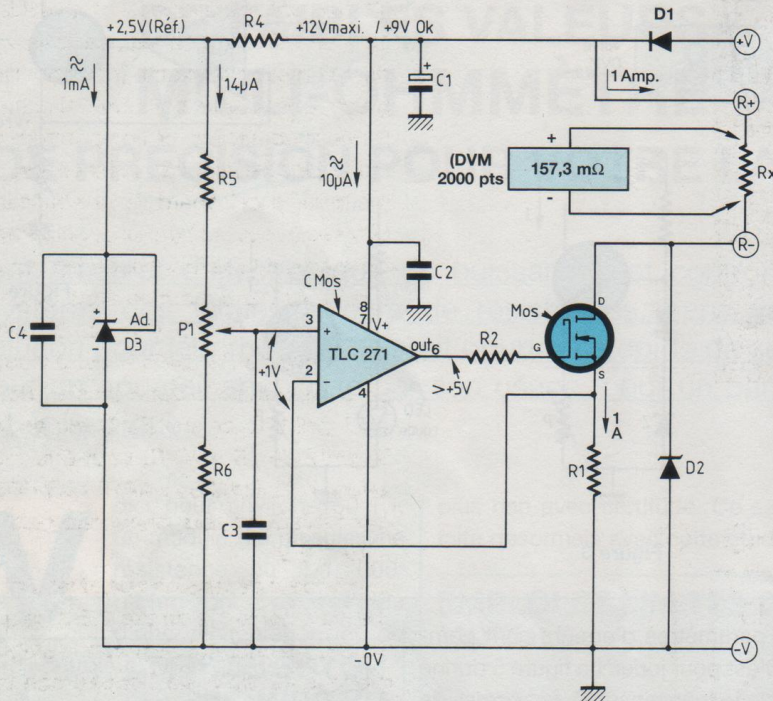 +2,5V(Réf.)
R4
+12Vmaxi. / +9V Ok
D1
+V
≈
1mA
14µA
+
C1
1 Amp.
R+
+
(DVM
2000 pts
157,3 mΩ
-
Rx
R5
≈
10µA
R-
C2
C4
+
Ad.
-
D3
P1
CMos
3
+
8
7
V+
TLC 271
out6
2
-
4
+1V
R2
>+5V
Mos
D
G
S
1
A
R1
D2
R6
C3
-0V
-V